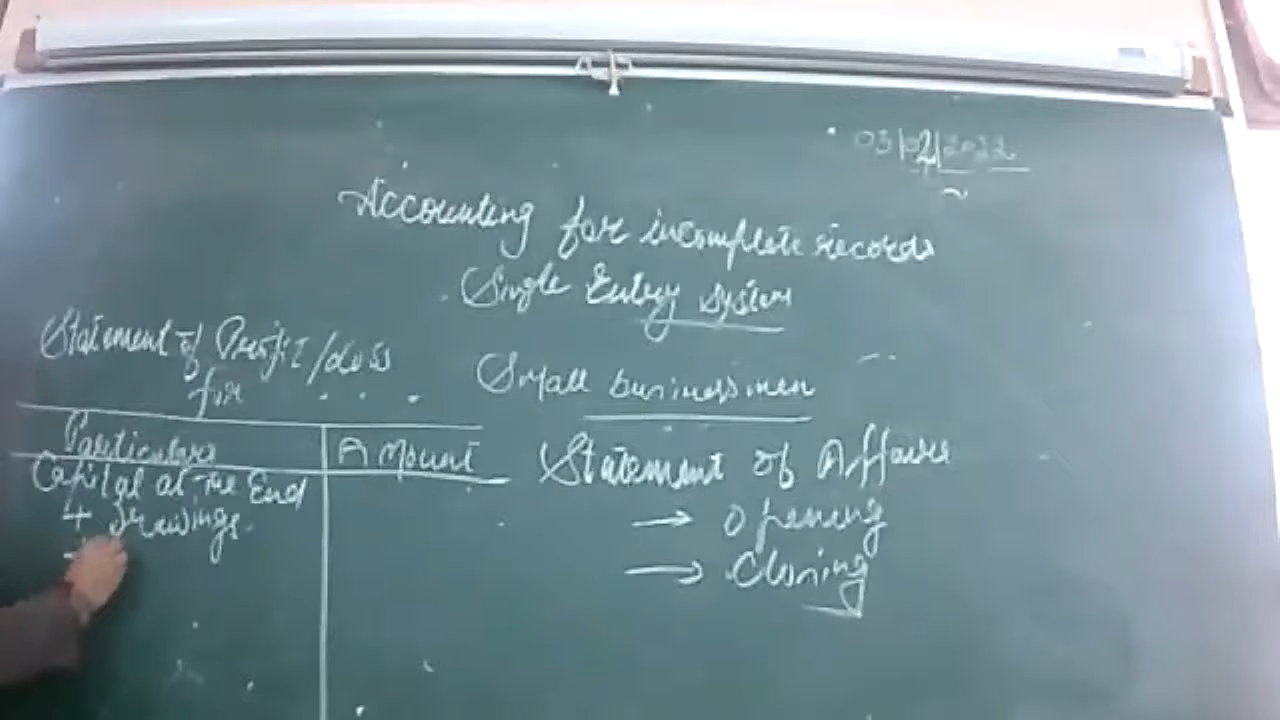 03/02/2022
Accounting for incomplete records
Single Entry System
Small businessmen
Statement of Profit/Loss
for . . .
Particulars Amount
Capital at the End
+ drawings.
Statement of Affairs
→ Opening
→ Closing